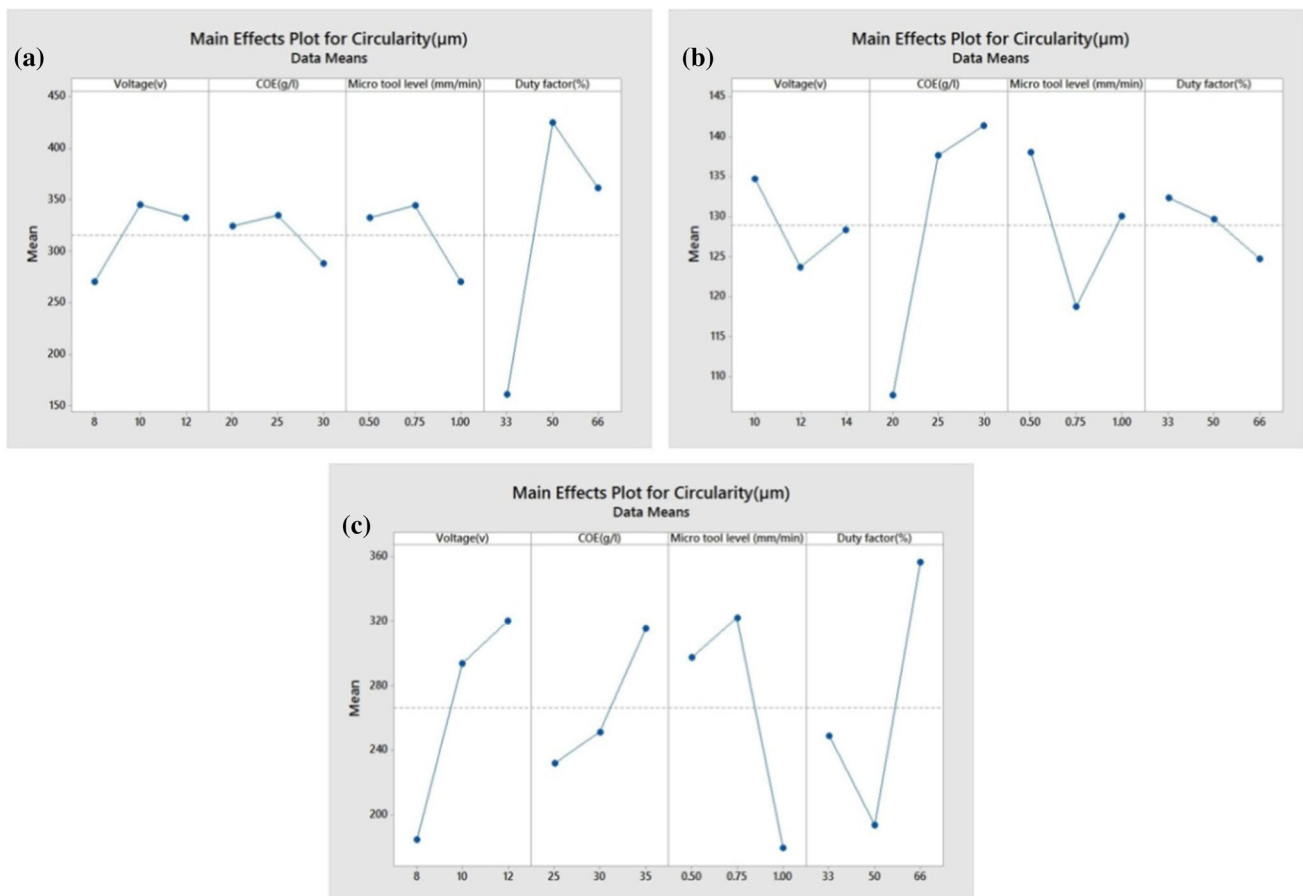 (a)
Main Effects Plot for Circularity(µm)
Data Means
Voltage(v) COE(g/l) Micro tool level (mm/min) Duty factor(%)
450
400
350
300
250
200
150
Mean
8 10 12 20 25 30 0.50 0.75 1.00 33 50 66
(b)
Main Effects Plot for Circularity(µm)
Data Means
Voltage(v) COE(g/l) Micro tool level (mm/min) Duty factor(%)
145
140
135
130
125
120
115
110
Mean
10 12 14 20 25 30 0.50 0.75 1.00 33 50 66
(c)
Main Effects Plot for Circularity(µm)
Data Means
Voltage(v) COE(g/l) Micro tool level (mm/min) Duty factor(%)
360
320
280
240
200
Mean
8 10 12 25 30 35 0.50 0.75 1.00 33 50 66